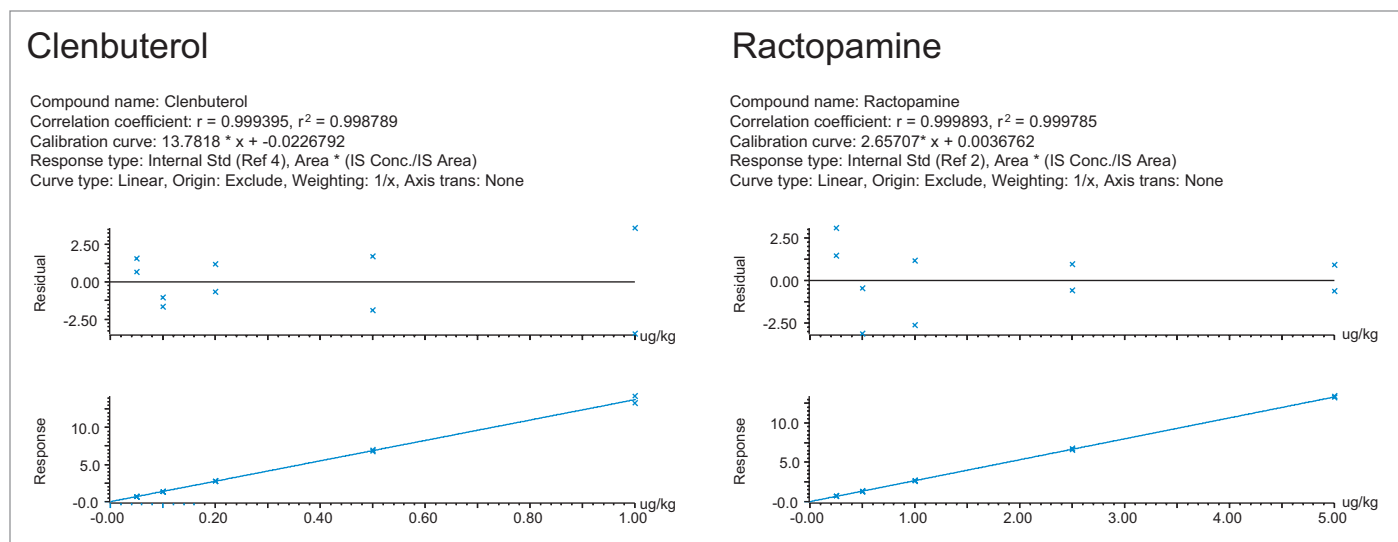 Clenbuterol
Compound name: Clenbuterol
Correlation coefficient: r = 0.999395, r² = 0.998789
Calibration curve: 13.7818 * x + -0.0226792
Response type: Internal Std (Ref 4), Area * (IS Conc./IS Area)
Curve type: Linear, Origin: Exclude, Weighting: 1/x, Axis trans: None
Residual
2.50
0.00
-2.50
ug/kg
Response
10.0
5.0
-0.0
ug/kg
-0.00 0.20 0.40 0.60 0.80 1.00
Ractopamine
Compound name: Ractopamine
Correlation coefficient: r = 0.999893, r² = 0.999785
Calibration curve: 2.65707* x + 0.0036762
Response type: Internal Std (Ref 2), Area * (IS Conc./IS Area)
Curve type: Linear, Origin: Exclude, Weighting: 1/x, Axis trans: None
Residual
2.50
0.00
-2.50
ug/kg
Response
10.0
5.0
-0.0
ug/kg
-0.00 1.00 2.00 3.00 4.00 5.00